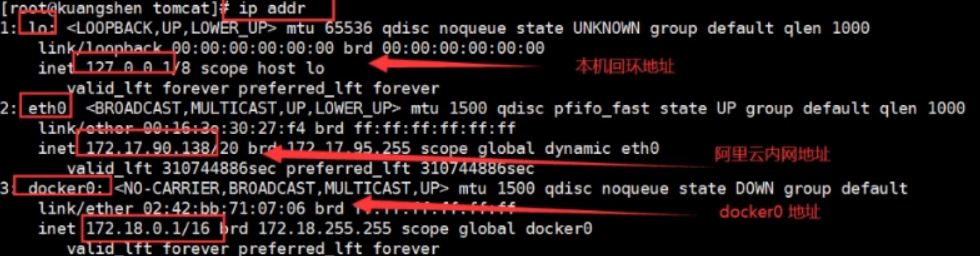 [root@kuangshen tomcat]# ip addr
1: lo: <LOOPBACK,UP,LOWER_UP> mtu 65536 qdisc noqueue state UNKNOWN group default qlen 1000
link/loopback 00:00:00:00:00:00 brd 00:00:00:00:00:00
inet 127.0.0.1/8 scope host lo
本机回环地址
valid_lft forever preferred_lft forever
2: eth0 <BROADCAST,MULTICAST,UP,LOWER_UP> mtu 1500 qdisc pfifo_fast state UP group default qlen 1000
link/ether 00:16:3e:30:27:f4 brd ff:ff:ff:ff:ff:ff
inet 172.17.90.138/20 brd 172.17.95.255 scope global dynamic eth0
阿里云内网地址
valid_lft 310744886sec preferred_lft 310744886sec
3: docker0: <NO-CARRIER,BROADCAST,MULTICAST,UP> mtu 1500 qdisc noqueue state DOWN group default
link/ether 02:42:bb:71:07:06 brd ff:ff:ff:ff:ff:ff
docker0 地址
inet 172.18.0.1/16 brd 172.18.255.255 scope global docker0
valid_lft forever preferred_lft forever